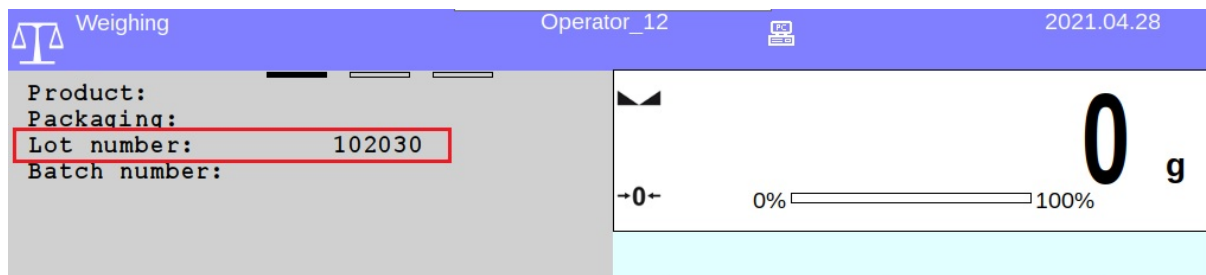 Weighing Operator_12 PC 2021.04.28
Product:
Packaging:
Lot number: 102030
Batch number:
0 g
→0← 0% 100%